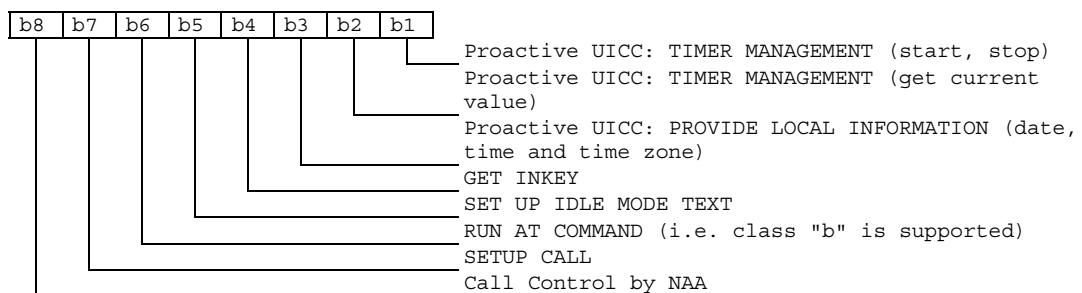 b8 b7 b6 b5 b4 b3 b2 b1
Proactive UICC: TIMER MANAGEMENT (start, stop)
Proactive UICC: TIMER MANAGEMENT (get current
value)
Proactive UICC: PROVIDE LOCAL INFORMATION (date,
time and time zone)
GET INKEY
SET UP IDLE MODE TEXT
RUN AT COMMAND (i.e. class "b" is supported)
SETUP CALL
Call Control by NAA